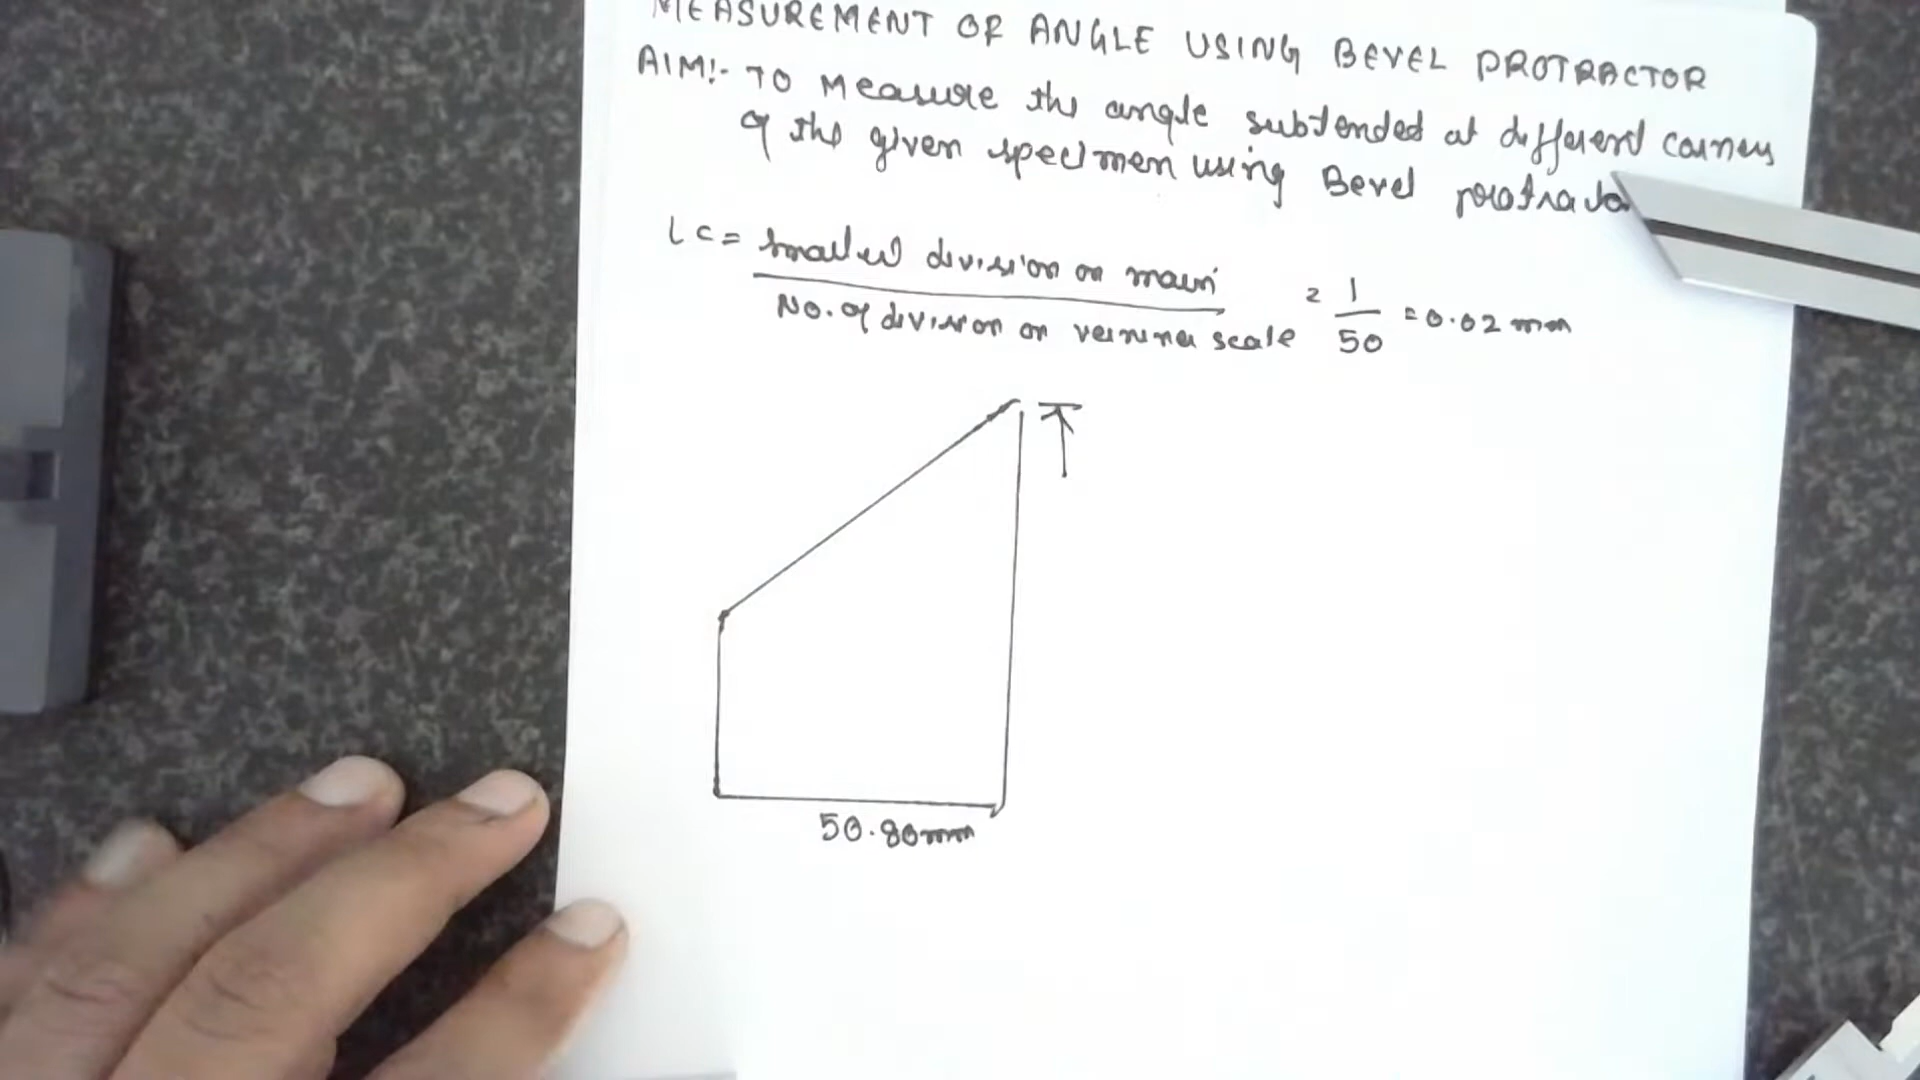 MEASUREMENT OF ANGLE USING BEVEL PROTRACTOR
AIM:- TO Measure the angle subtended at different corners
of the given specimen using Bevel protractor
LC = smallest division on main
No. of division on vernier scale = 1/50 = 0.02 mm
50.80mm